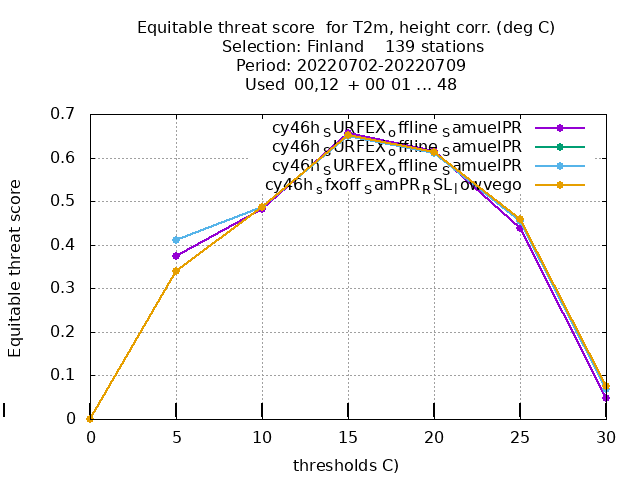 Equitable threat score for T2m, height corr. (deg C)
Selection: Finland 139 stations
Period: 20220702-20220709
Used 00,12 + 00 01 ... 48
Equitable threat score
0.7
0.6
0.5
0.4
0.3
0.2
0.1
0
cy46h_SURFEX_offline_SamuelPR
cy46h_SURFEX_offline_SamuelPR
cy46h_SURFEX_offline_SamuelPR
cy46h_sfxoff_SamPR_RSL_lowvego
0 5 10 15 20 25 30
thresholds C)